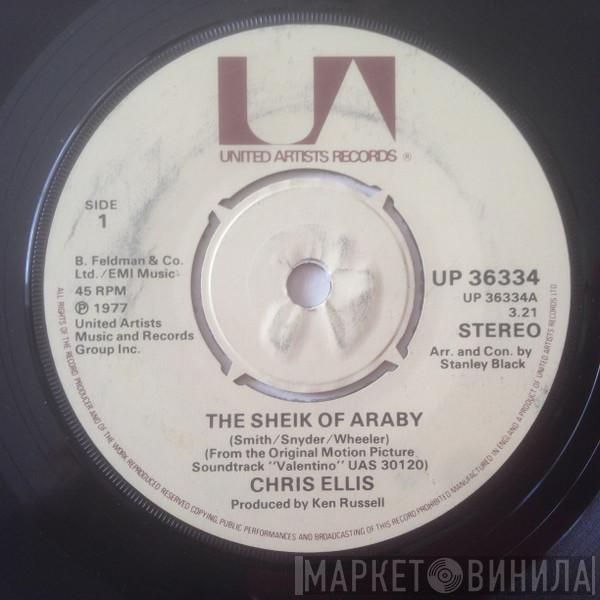 UA
UNITED ARTISTS RECORDS ®
SIDE
1
B. Feldman & Co.
Ltd./EMI Music
45 RPM
Ⓟ 1977
United Artists
Music and Records
Group Inc.
UP 36334
UP 36334A
3.21
STEREO
Arr. and Con. by
Stanley Black
THE SHEIK OF ARABY
(Smith/Snyder/Wheeler)
(From the Original Motion Picture
Soundtrack "Valentino" UAS 30120)
CHRIS ELLIS
Produced by Ken Russell
ALL RIGHTS OF THE RECORD PRODUCER AND OF THE WORK REPRODUCED RESERVED COPYING, PUBLIC PERFORMANCES AND BROADCASTING OF THIS RECORD PROHIBITED MANUFACTURED IN ENGLAND A PRODUCT OF UNITED ARTISTS RECORDS LTD.
МАРКЕТ ВИНИЛА